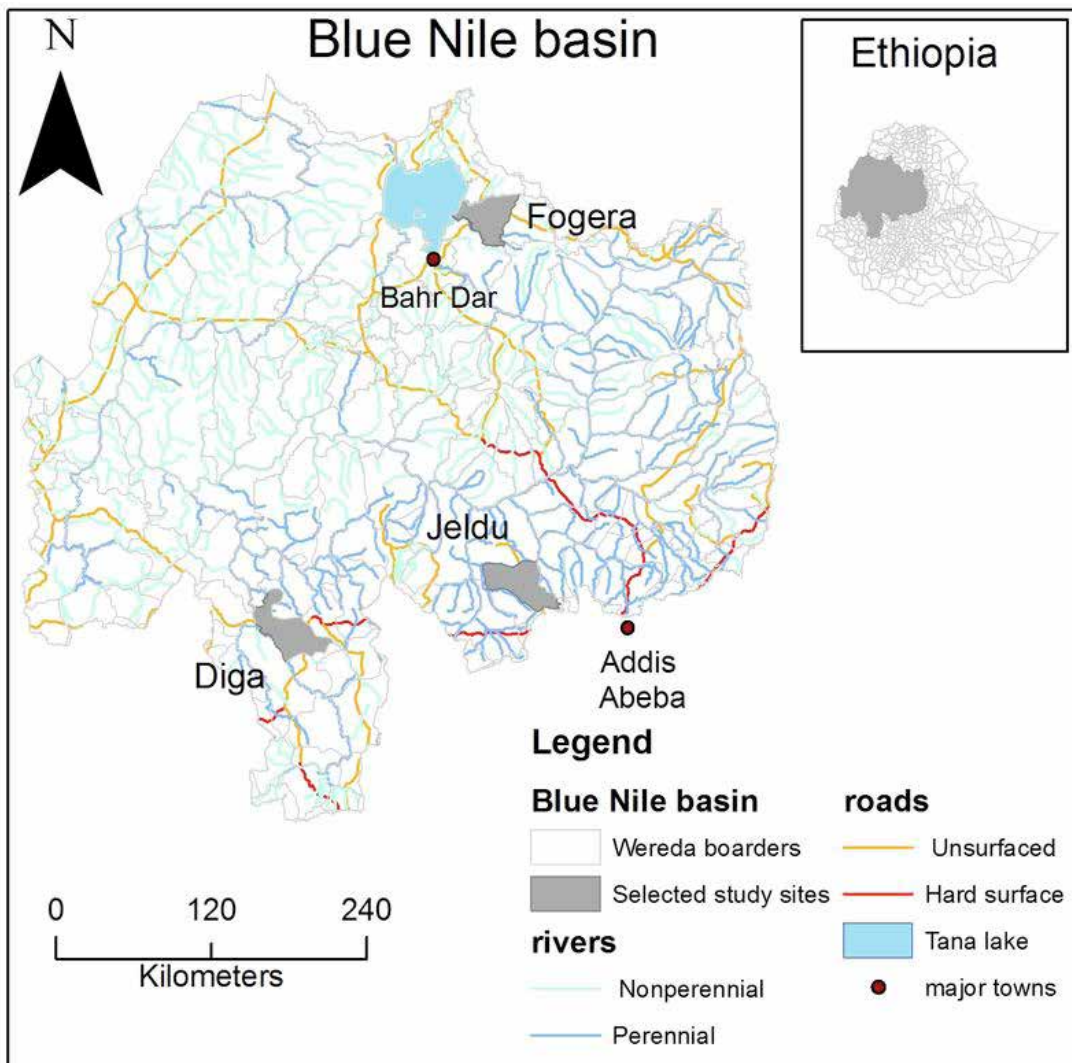 N
Blue Nile basin
Ethiopia
Fogera
Bahr Dar
Jeldu
Diga
Addis
Abeba
Legend
Blue Nile basin
Wereda boarders
Selected study sites
rivers
Nonperennial
Perennial
roads
Unsurfaced
Hard surface
Tana lake
major towns
0 120 240
Kilometers